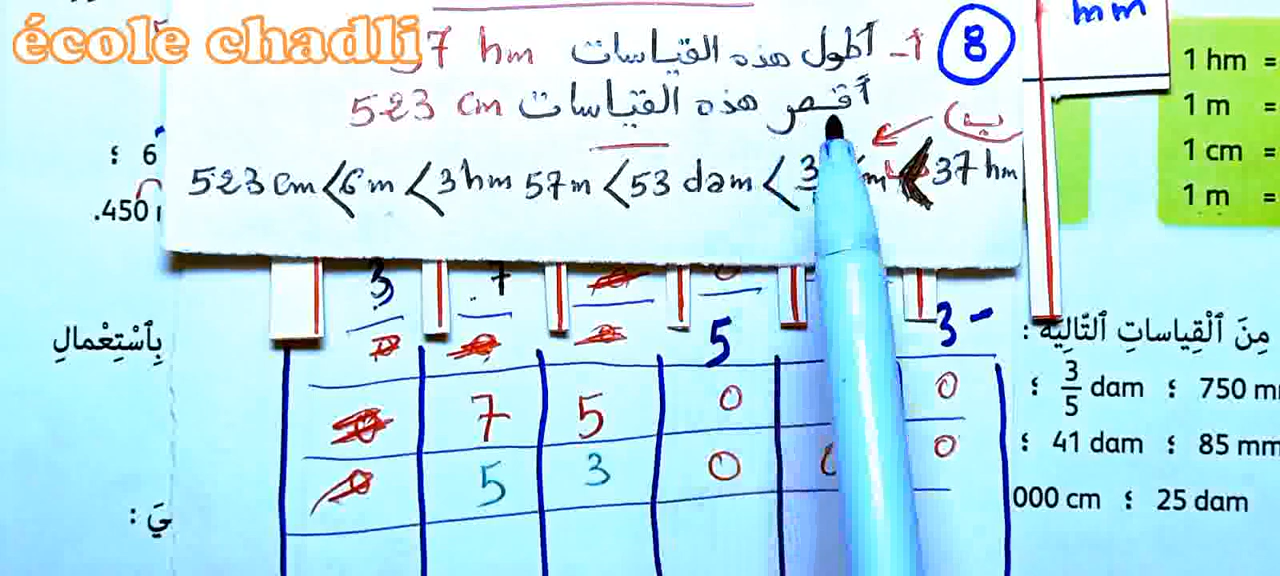 école chadli
mm
8
أ- أطول هذه القياسات 37 hm
أقصر هذه القياسات 523 cm
ب)
523 cm < 6 m < 3 hm 57 m < 53 dam < 3 m < 37 hm
1 hm =
1 m =
1 cm =
1 m =
6 ؛
.450
بِٱسْتِعْمالِ
يَ :
3 7 0
5 3 -
7 5 0 0
5 3 0 0
مِنَ ٱلْقِياساتِ ٱلتّالِيَة :
؛ 3/5 dam ؛ 750 m
؛ 41 dam ؛ 85 mm
000 cm ؛ 25 dam